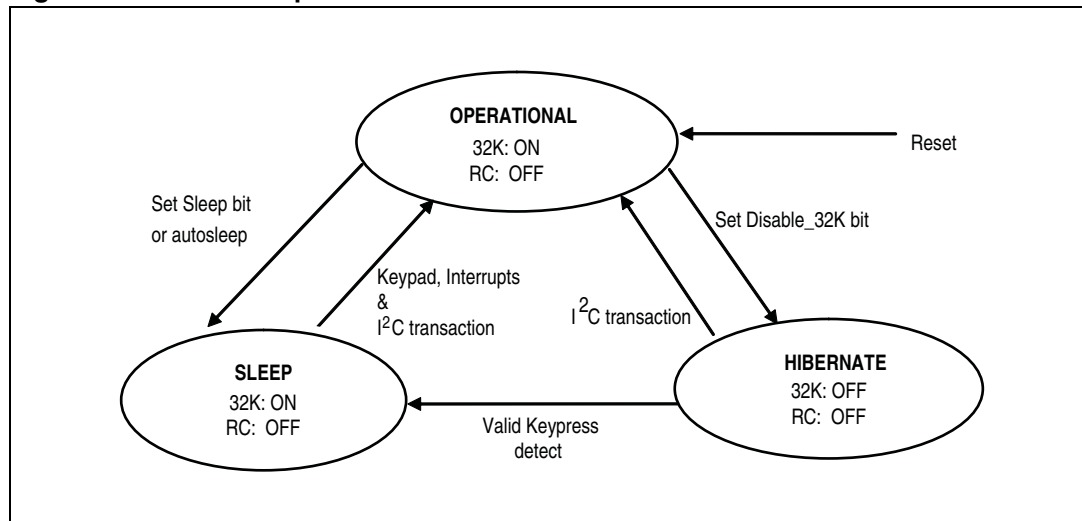 OPERATIONAL
32K: ON
RC: OFF
Reset
Set Sleep bit
or autosleep
Set Disable_32K bit
Keypad, Interrupts
&
I²C transaction
I²C transaction
SLEEP
32K: ON
RC: OFF
HIBERNATE
32K: OFF
RC: OFF
Valid Keypress
detect